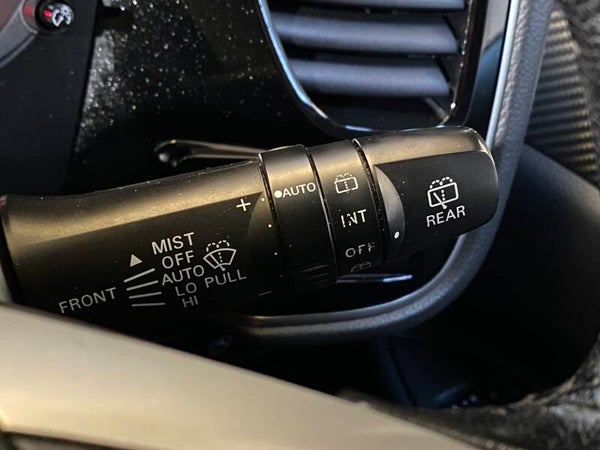 MIST
OFF
AUTO
FRONT
LO PULL
HI
+
AUTO
-
INT
OFF
REAR